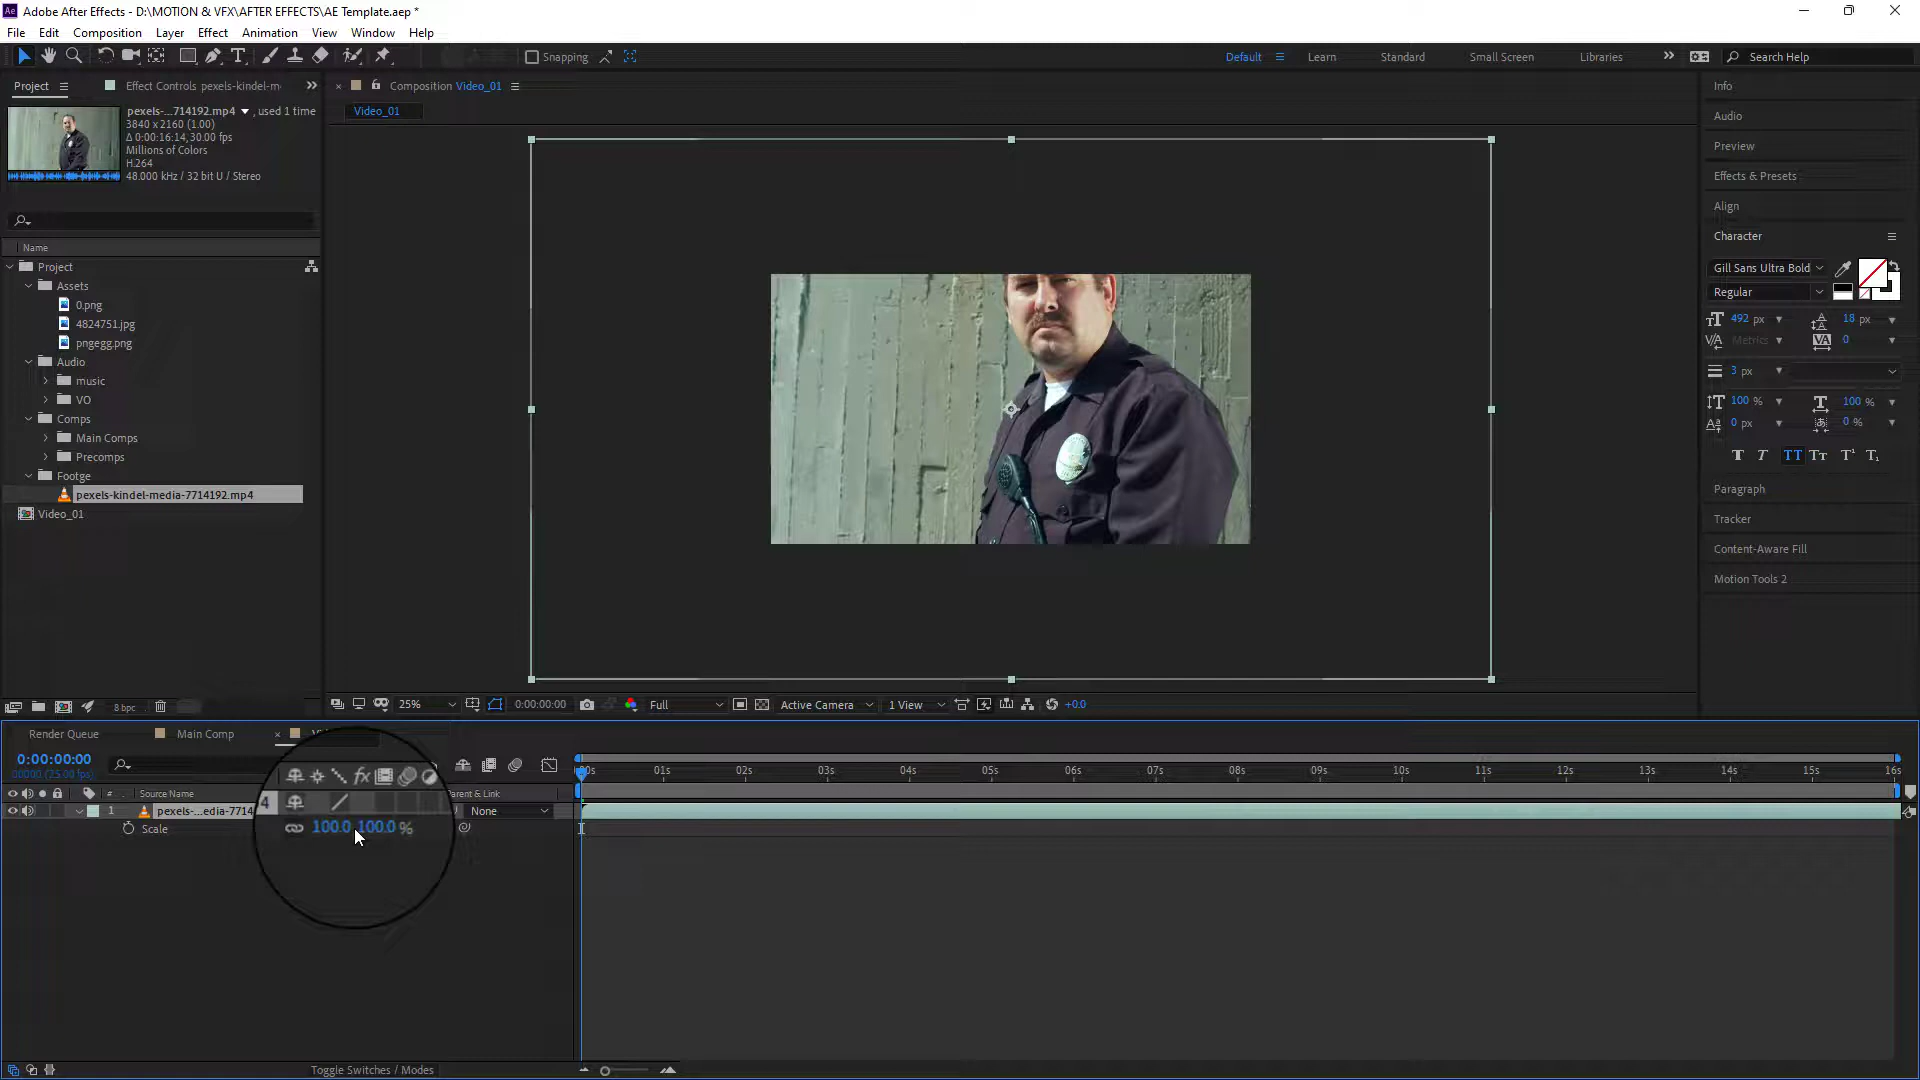 Adobe After Effects - D:\MOTION & VFX\AFTER EFFECTS\AE Template.aep *
File Edit Composition Layer Effect Animation View Window Help
Snapping
Default
Learn
Standard
Small Screen
Libraries
Search Help
Project
Effect Controls pexels-kindel-m
pexels-...714192.mp4 , used 1 time
3840 x 2160 (1.00)
Δ 0:00:16:14, 30.00 fps
Millions of Colors
H.264
48.000 kHz / 32 bit U / Stereo
Name
Project
Assets
0.png
4824751.jpg
pngegg.png
Audio
music
VO
Comps
Main Comps
Precomps
Footge
pexels-kindel-media-7714192.mp4
Video_01
8 bpc
Composition Video_01
Video_01
25%
0:00:00:00
Full
Active Camera
1 View
+0.0
Info
Audio
Preview
Effects & Presets
Align
Character
Gill Sans Ultra Bold
Regular
492 px
18 px
Metrics
0
3 px
100 %
100 %
0 px
0 %
Paragraph
Tracker
Content-Aware Fill
Motion Tools 2
Render Queue
Main Comp
0:00:00:00
00000 (25.00 fps)
# Source Name
Parent & Link
1 pexels-...edia-7714
4
None
Scale
100.0, 100.0 %
01s 02s 03s 04s 05s 06s 07s 08s 09s 10s 11s 12s 13s 14s 15s 16s
Toggle Switches / Modes